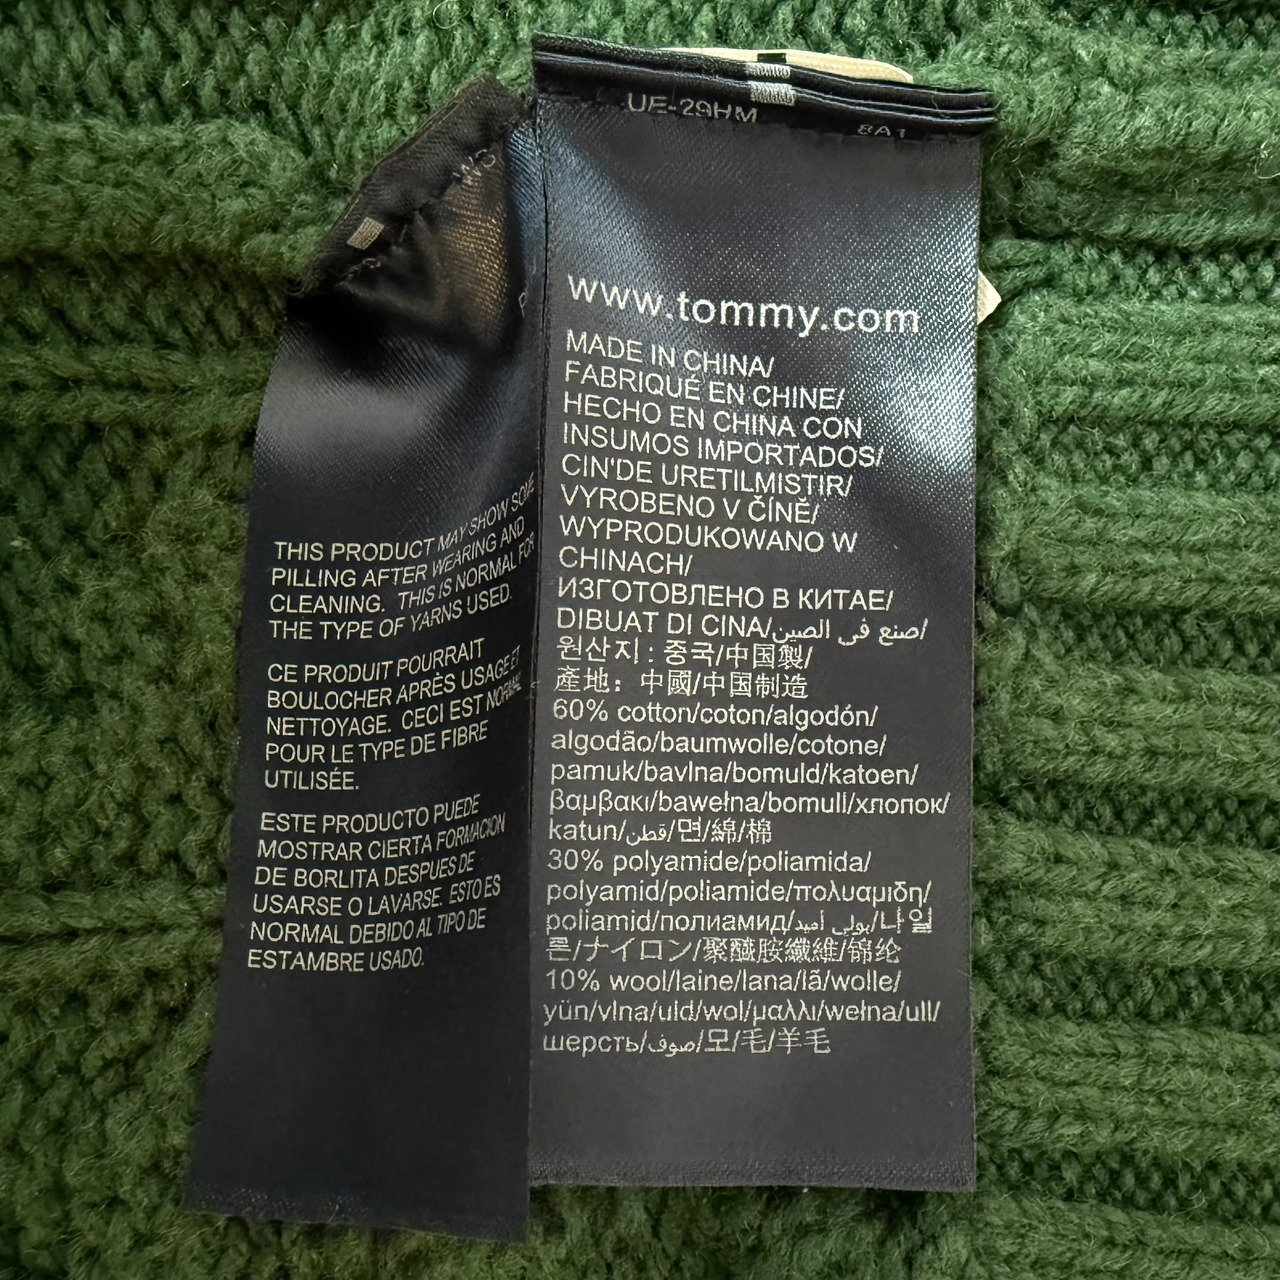 UE-29HM
8A1
www.tommy.com
MADE IN CHINA/
FABRIQUÉ EN CHINE/
HECHO EN CHINA CON
INSUMOS IMPORTADOS/
CIN'DE URETILMISTIR/
VYROBENO V ČÍNĚ/
WYPRODUKOWANO W
CHINACH/
ИЗГОТОВЛЕНО В КИТАЕ/
DIBUAT DI CINA/صنع في الصين/
원산지 : 중국/中国製/
產地：中國/中国制造
60% cotton/coton/algodón/
algodão/baumwolle/cotone/
pamuk/bavlna/bomuld/katoen/
βαμβακι/bawełna/bomull/хлопок/
katun/قطن/면/綿/棉
30% polyamide/poliamida/
polyamid/poliamide/πολυαμιδη/
poliamid/полиамид/بولي أميد/나일
론/ナイロン/聚醯胺纖維/锦纶
10% wool/laine/lana/lã/wolle/
yün/vlna/uld/wol/μαλλι/wełna/ull/
шерсть/صوف/모/毛/羊毛
THIS PRODUCT MAY SHOW SOME
PILLING AFTER WEARING AND
CLEANING. THIS IS NORMAL FOR
THE TYPE OF YARNS USED.
CE PRODUIT POURRAIT
BOULOCHER APRÈS USAGE ET
NETTOYAGE. CECI EST NORMAL
POUR LE TYPE DE FIBRE
UTILISÉE.
ESTE PRODUCTO PUEDE
MOSTRAR CIERTA FORMACION
DE BORLITA DESPUES DE
USARSE O LAVARSE. ESTO ES
NORMAL DEBIDO AL TIPO DE
ESTAMBRE USADO.